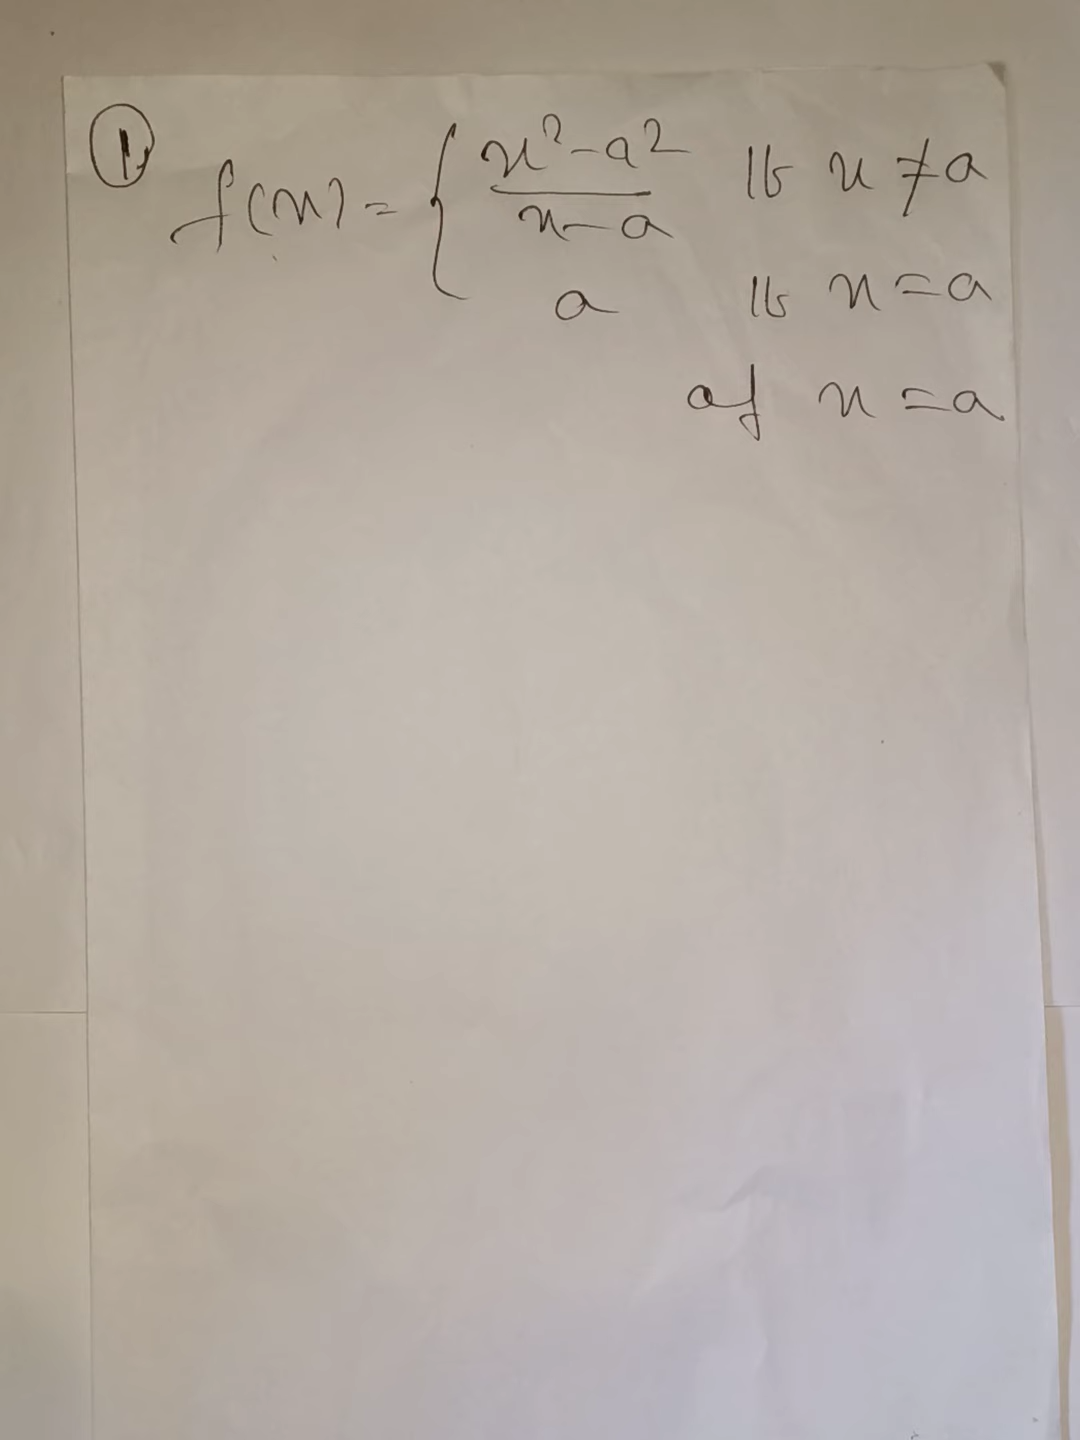 ① f(x) = { x² - a² / x - a if x ≠ a
a if x = a
at x = a